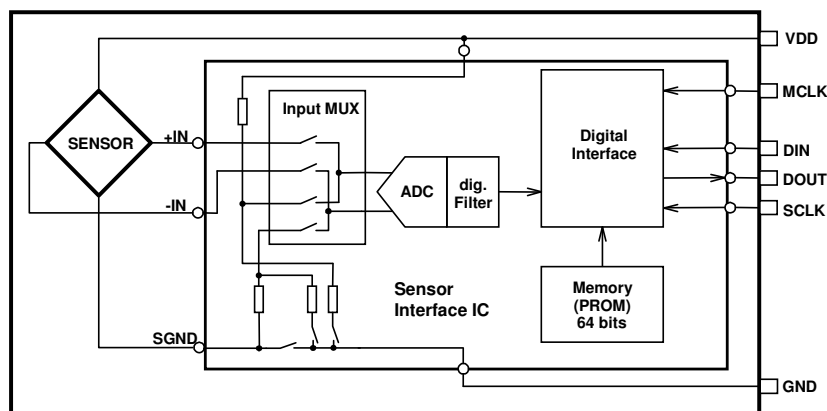 VDD
Input MUX
MCLK
SENSOR
+IN
Digital
Interface
DIN
ADC
dig.
Filter
DOUT
-IN
SCLK
Sensor
Interface IC
Memory
(PROM)
64 bits
SGND
GND